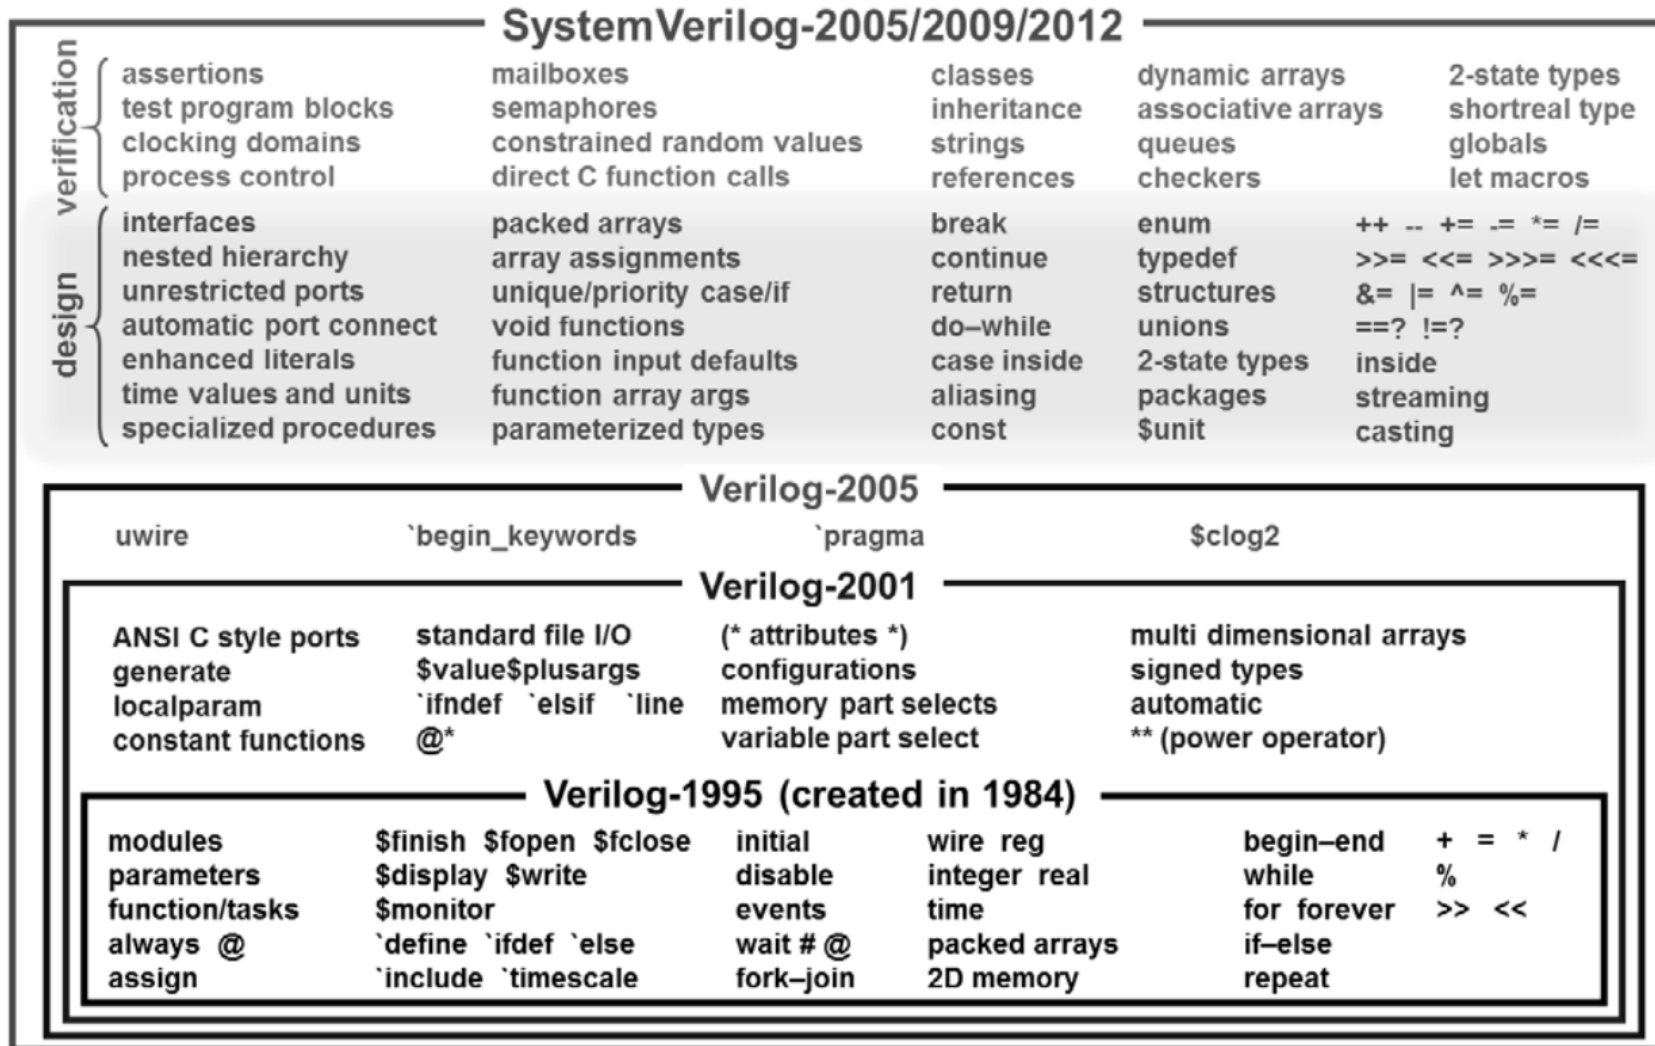 SystemVerilog-2005/2009/2012
verification
assertions mailboxes classes dynamic arrays 2-state types
test program blocks semaphores inheritance associative arrays shortreal type
clocking domains constrained random values strings queues globals
process control direct C function calls references checkers let macros
design
interfaces packed arrays break enum ++ -- += -= *= /=
nested hierarchy array assignments continue typedef >>= <<= >>>= <<<=
unrestricted ports unique/priority case/if return structures &= |= ^= %=
automatic port connect void functions do–while unions ==? !=?
enhanced literals function input defaults case inside 2-state types inside
time values and units function array args aliasing packages streaming
specialized procedures parameterized types const $unit casting
Verilog-2005
uwire `begin_keywords `pragma $clog2
Verilog-2001
ANSI C style ports standard file I/O (* attributes *) multi dimensional arrays
generate $value$plusargs configurations signed types
localparam `ifndef `elsif `line memory part selects automatic
constant functions @* variable part select ** (power operator)
Verilog-1995 (created in 1984)
modules $finish $fopen $fclose initial wire reg begin–end + = * /
parameters $display $write disable integer real while %
function/tasks $monitor events time for forever >> <<
always @ `define `ifdef `else wait # @ packed arrays if–else
assign `include `timescale fork–join 2D memory repeat